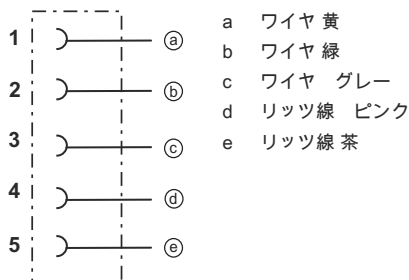 1 ⓐ
2 ⓑ
3 ⓒ
4 ⓓ
5 ⓔ
a ワイヤ 黄
b ワイヤ 緑
c ワイヤ グレー
d リッツ線 ピンク
e リッツ線 茶